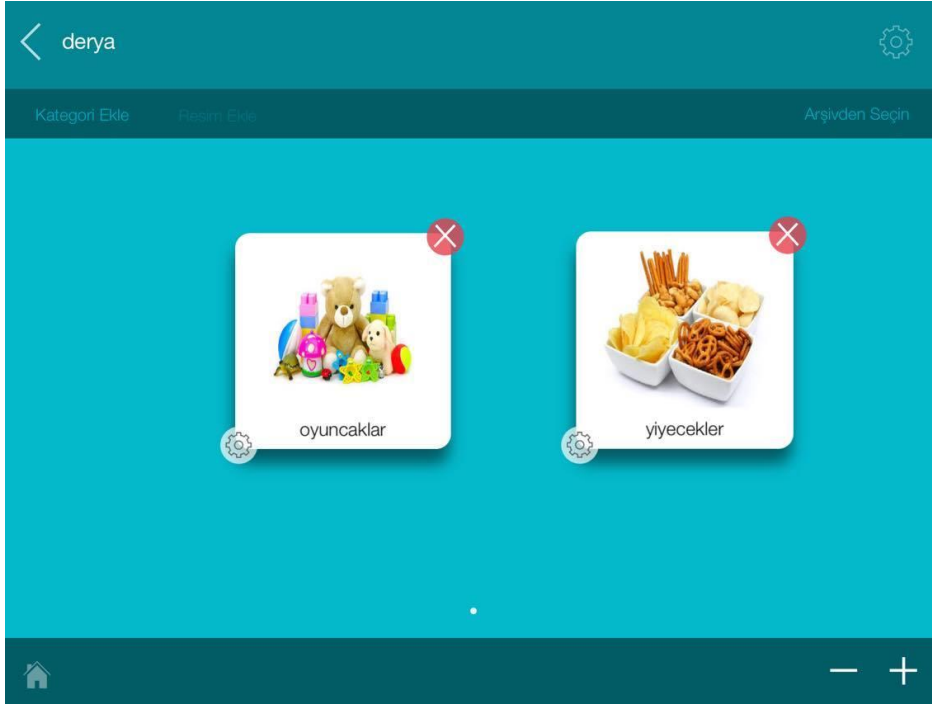 derya
Kategori Ekle Resim Ekle Arşivden Seçin
oyuncaklar yiyecekler